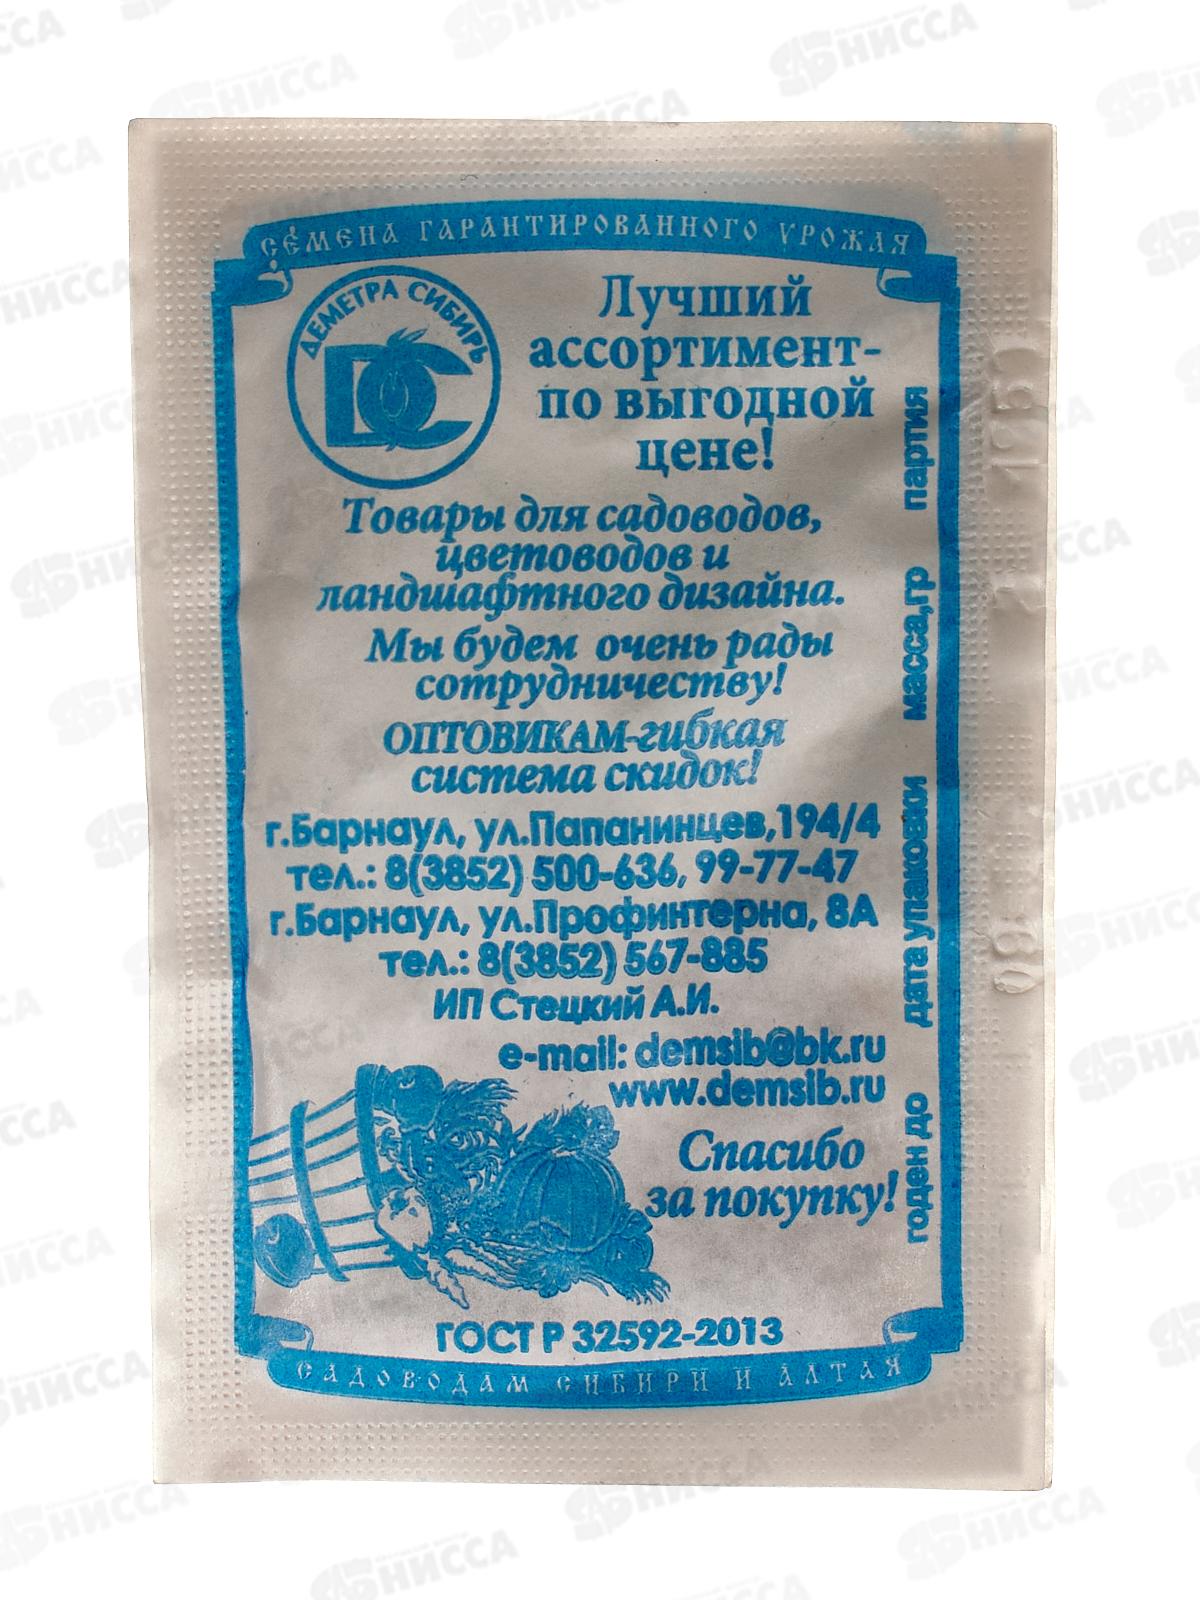 СЕМЕНА ГАРАНТИРОВАННОГО УРОЖАЯ
ДЕМЕТРА СИБИРЬ
DC
Лучший
ассортимент-
по выгодной
цене!
Товары для садоводов,
цветоводов и
ландшафтного дизайна.
Мы будем очень рады
сотрудничеству!
ОПТОВИКАМ-гибкая
система скидок!
г.Барнаул, ул.Папанинцев,194/4
тел.: 8(3852) 500-636, 99-77-47
г.Барнаул, ул.Профинтерна, 8А
тел.: 8(3852) 567-885
ИП Стецкий А.И.
e-mail: demsib@bk.ru
www.demsib.ru
Спасибо
за покупку!
ГОСТ Р 32592-2013
САДОВОДАМ СИБИРИ И АЛТАЯ
годен до дата упаковки масса,гр партия
НИССА